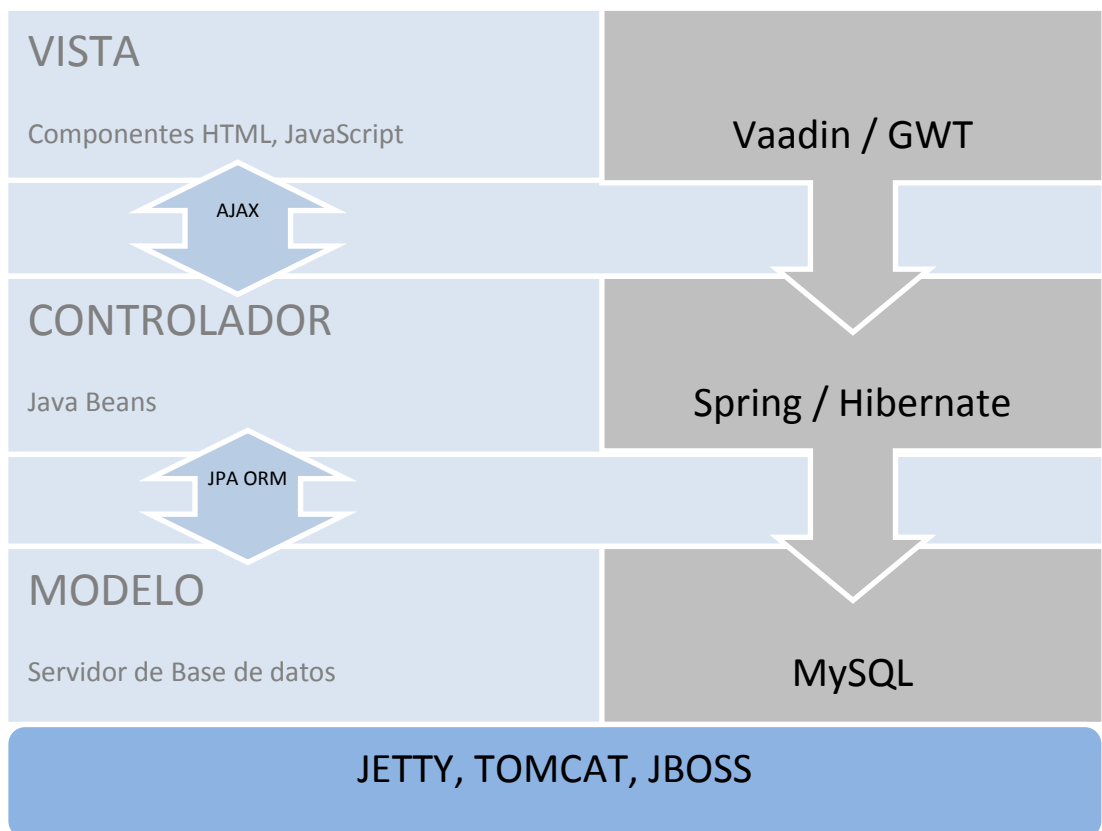 VISTA
Componentes HTML, JavaScript
Vaadin / GWT
AJAX
CONTROLADOR
Java Beans
Spring / Hibernate
JPA ORM
MODELO
Servidor de Base de datos
MySQL
JETTY, TOMCAT, JBOSS